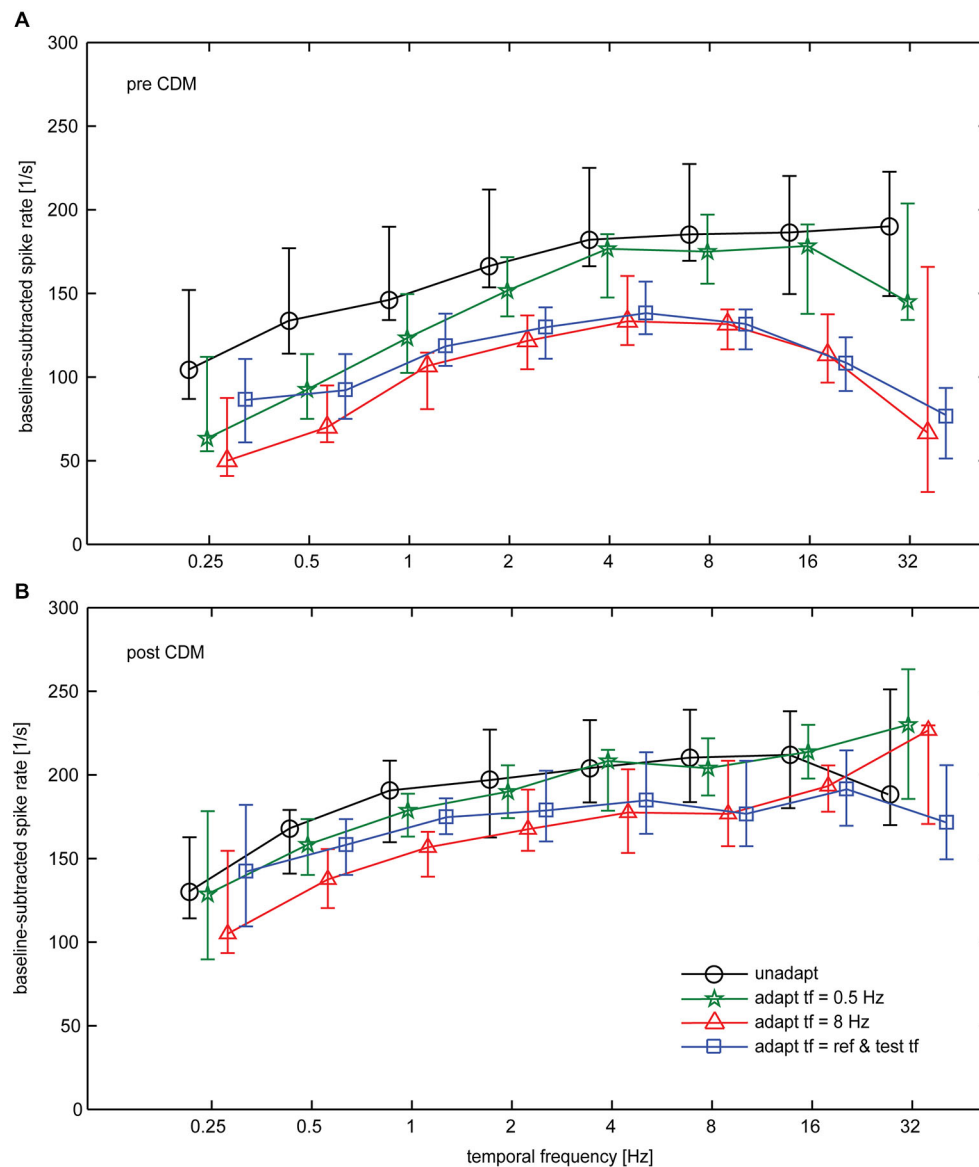 A
300
250
200
150
100
50
0
baseline-subtracted spike rate [1/s]
pre CDM
0.25 0.5 1 2 4 8 16 32
B
300
250
200
150
100
50
0
baseline-subtracted spike rate [1/s]
post CDM
unadapt
adapt tf = 0.5 Hz
adapt tf = 8 Hz
adapt tf = ref & test tf
0.25 0.5 1 2 4 8 16 32
temporal frequency [Hz]